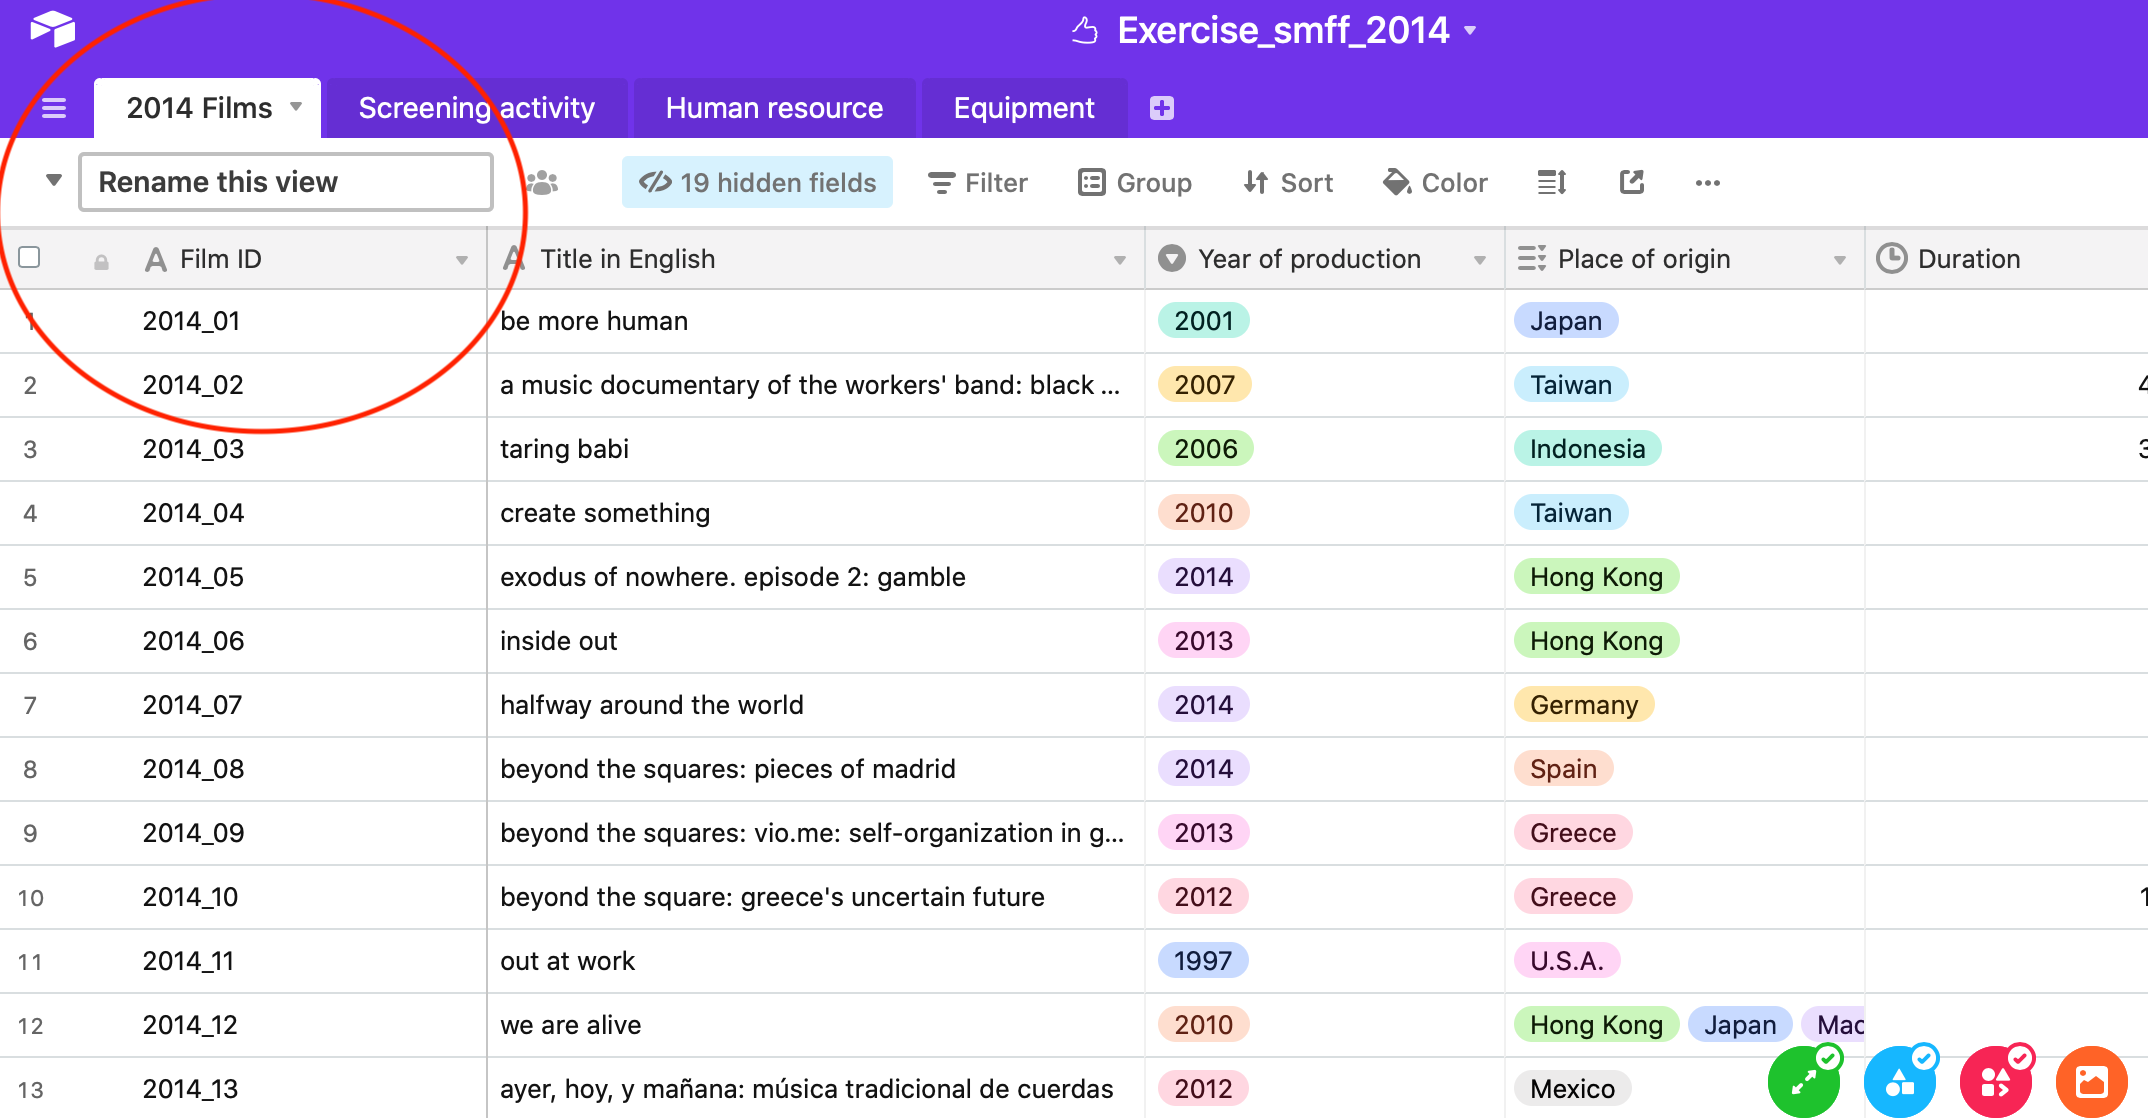 Exercise_smff_2014
2014 Films Screening activity Human resource Equipment
Rename this view 19 hidden fields Filter Group Sort Color
Film ID Title in English Year of production Place of origin Duration
1 2014_01 be more human 2001 Japan
2 2014_02 a music documentary of the workers' band: black ... 2007 Taiwan
3 2014_03 taring babi 2006 Indonesia
4 2014_04 create something 2010 Taiwan
5 2014_05 exodus of nowhere. episode 2: gamble 2014 Hong Kong
6 2014_06 inside out 2013 Hong Kong
7 2014_07 halfway around the world 2014 Germany
8 2014_08 beyond the squares: pieces of madrid 2014 Spain
9 2014_09 beyond the squares: vio.me: self-organization in g... 2013 Greece
10 2014_10 beyond the square: greece's uncertain future 2012 Greece
11 2014_11 out at work 1997 U.S.A.
12 2014_12 we are alive 2010 Hong Kong Japan
13 2014_13 ayer, hoy, y mañana: música tradicional de cuerdas 2012 Mexico